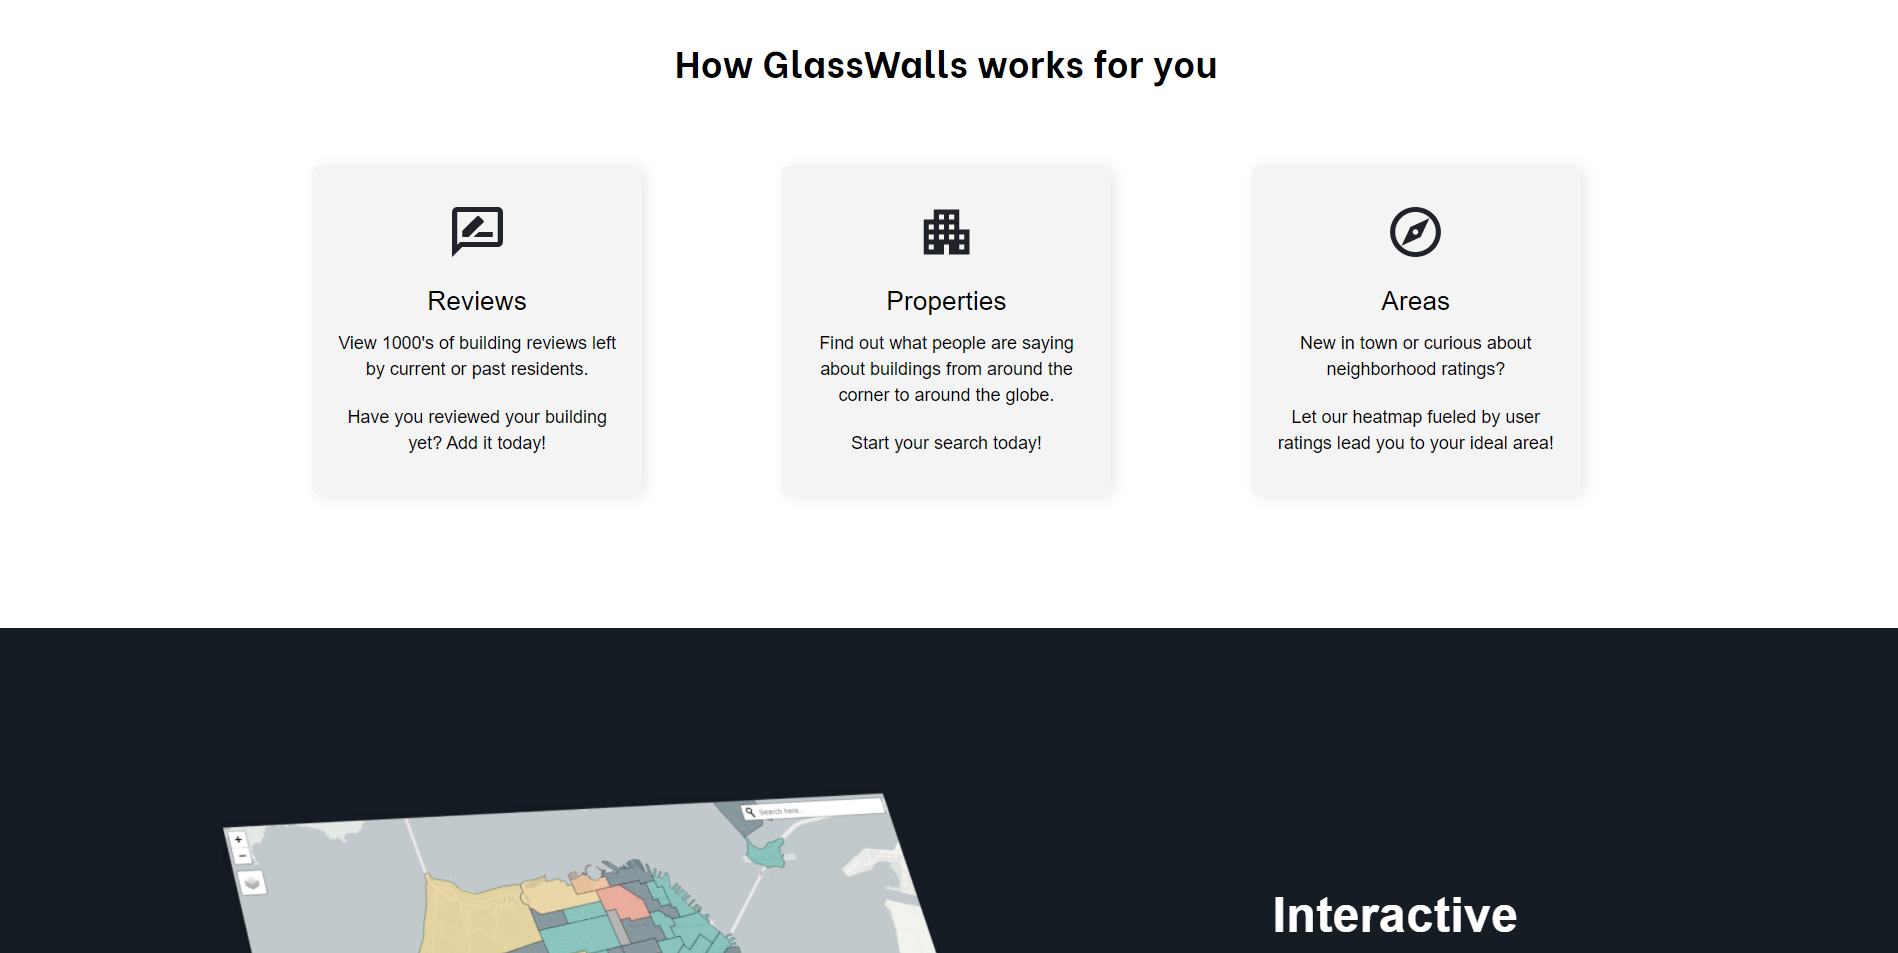 How GlassWalls works for you
Reviews
View 1000's of building reviews left
by current or past residents.
Have you reviewed your building
yet? Add it today!
Properties
Find out what people are saying
about buildings from around the
corner to around the globe.
Start your search today!
Areas
New in town or curious about
neighborhood ratings?
Let our heatmap fueled by user
ratings lead you to your ideal area!
+
Search here...
−
Interactive